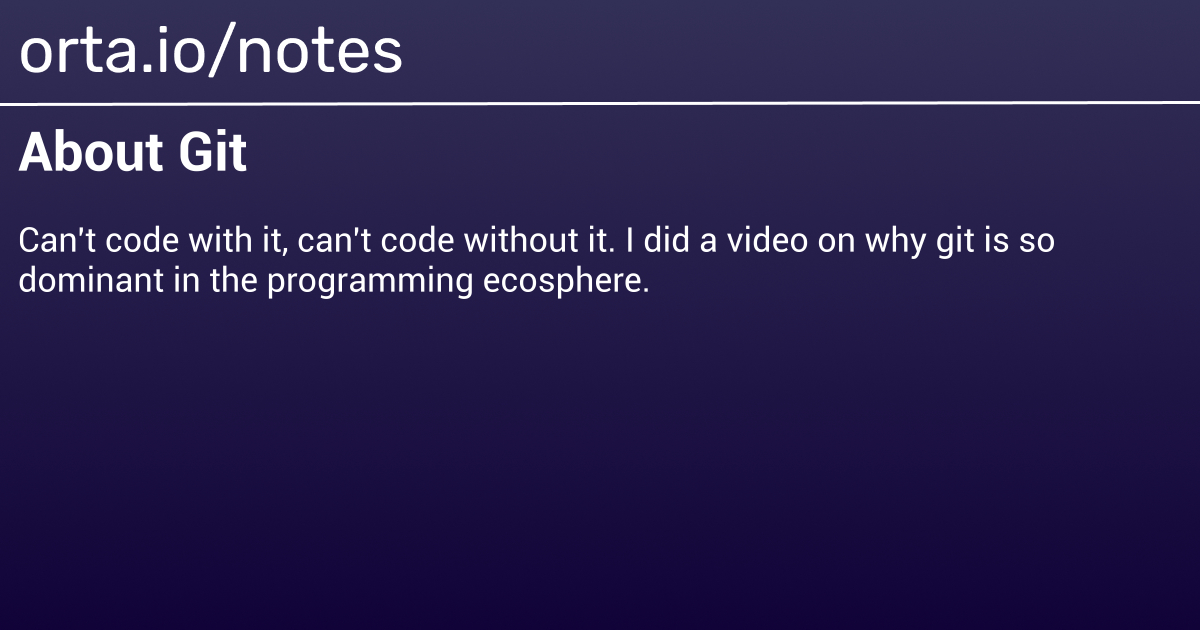 orta.io/notes
About Git
Can't code with it, can't code without it. I did a video on why git is so
dominant in the programming ecosphere.